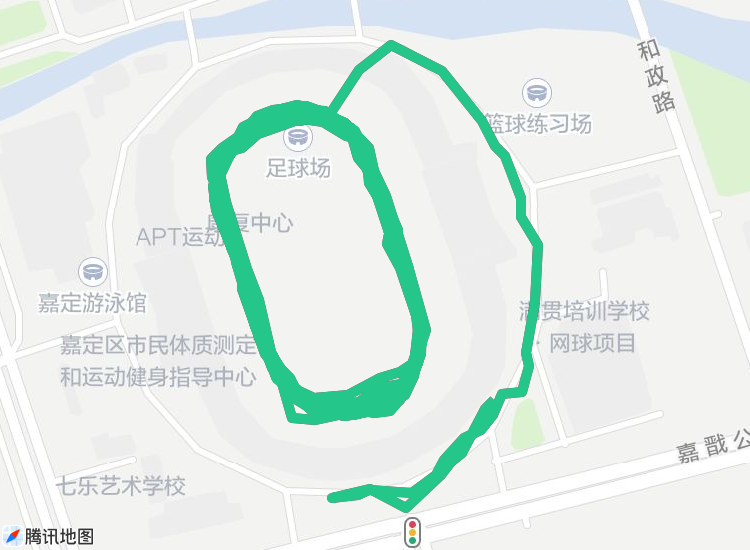 和政路
篮球练习场
足球场
康复中心
APT运动
嘉定游泳馆
满贯培训学校
· 网球项目
嘉定区市民体质测定
和运动健身指导中心
嘉戬公
七乐艺术学校
腾讯地图